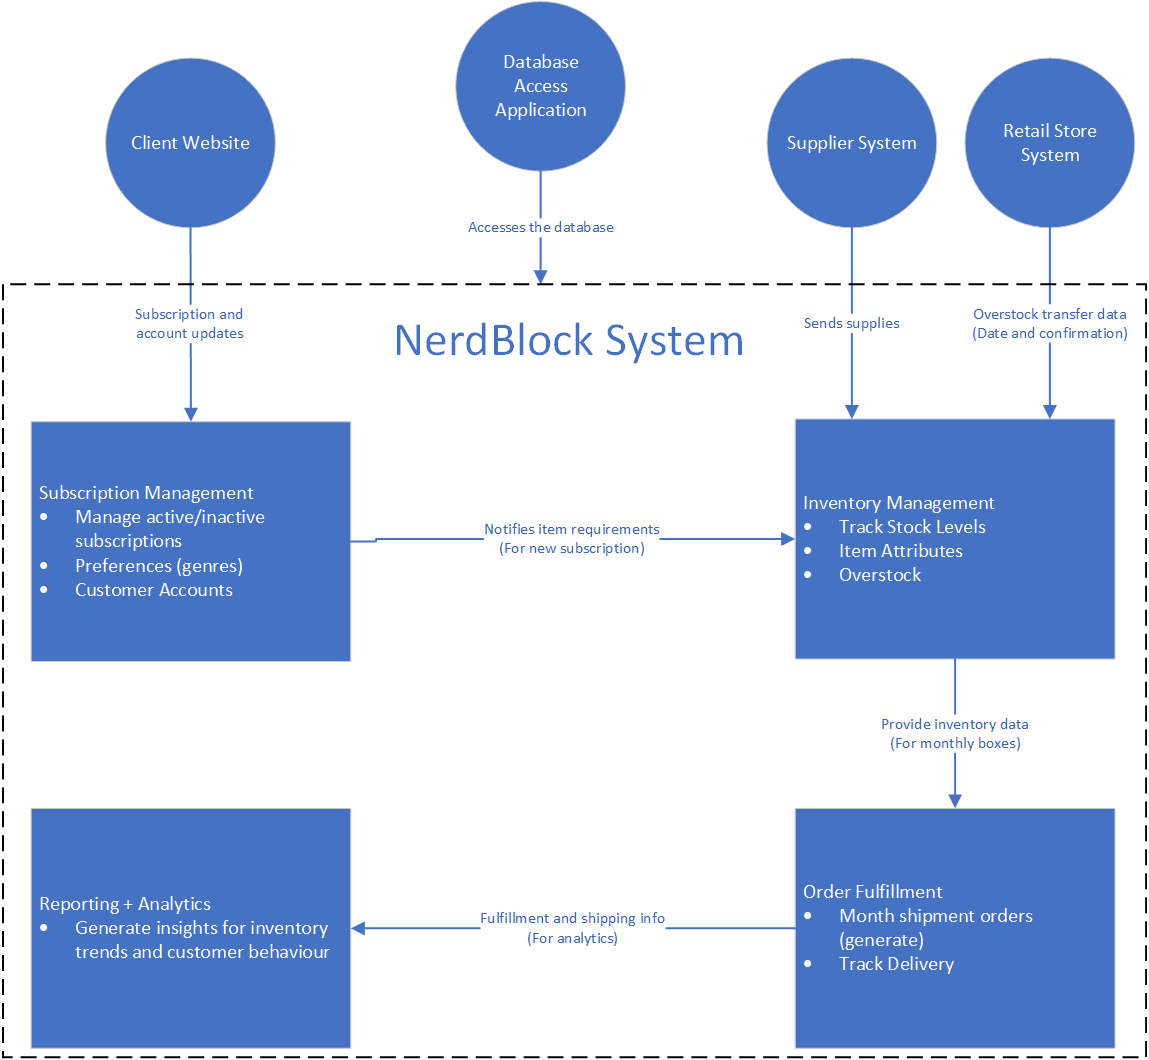 Database
Access
Application
Client Website
Supplier System
Retail Store
System
Accesses the database
Subscription and
account updates
NerdBlock System
Sends supplies
Overstock transfer data
(Date and confirmation)
Subscription Management
• Manage active/inactive
subscriptions
• Preferences (genres)
• Customer Accounts
Notifies item requirements
(For new subscription)
Inventory Management
• Track Stock Levels
• Item Attributes
• Overstock
Provide inventory data
(For monthly boxes)
Reporting + Analytics
• Generate insights for inventory
trends and customer behaviour
Fulfillment and shipping info
(For analytics)
Order Fulfillment
• Month shipment orders
(generate)
• Track Delivery